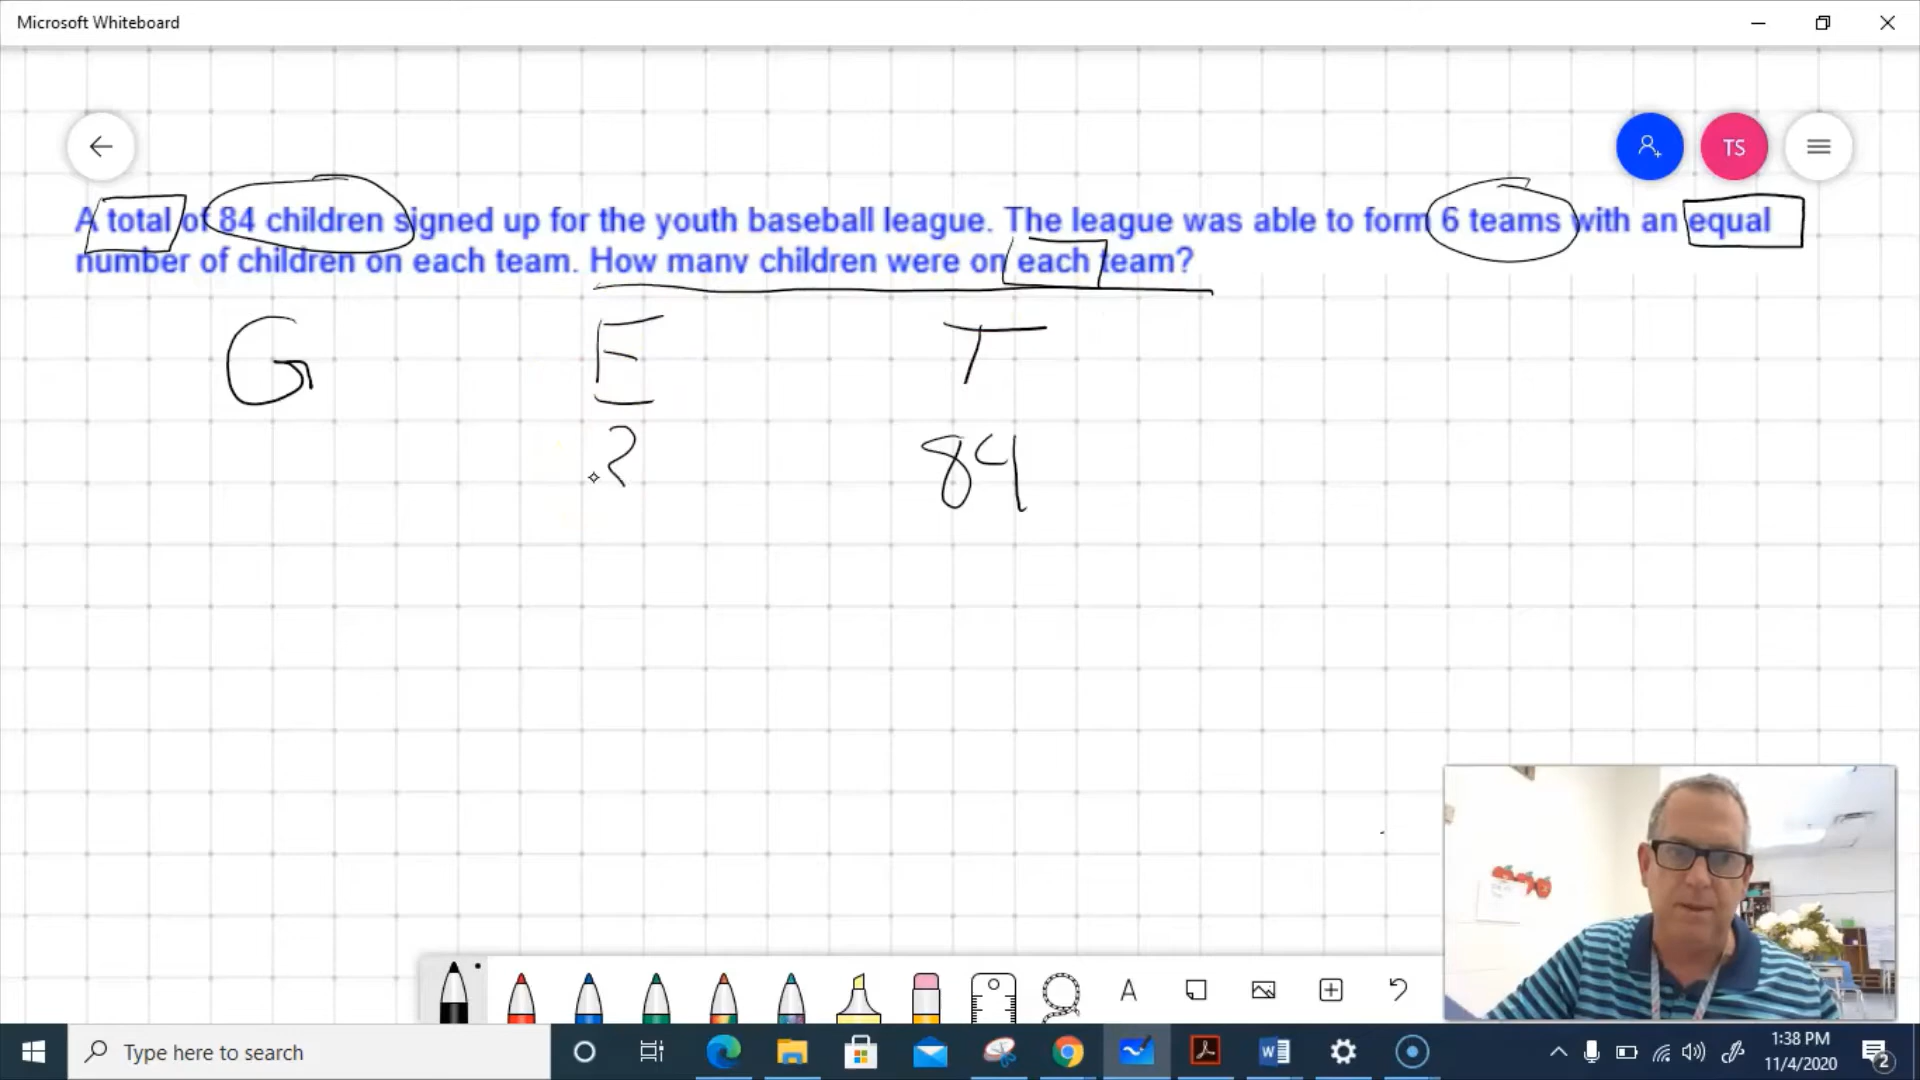 Microsoft Whiteboard
TS
A total of 84 children signed up for the youth baseball league. The league was able to form 6 teams with an equal
number of children on each team. How many children were on each team?
G E T
? 84
A
Type here to search
1:38 PM
11/4/2020
2